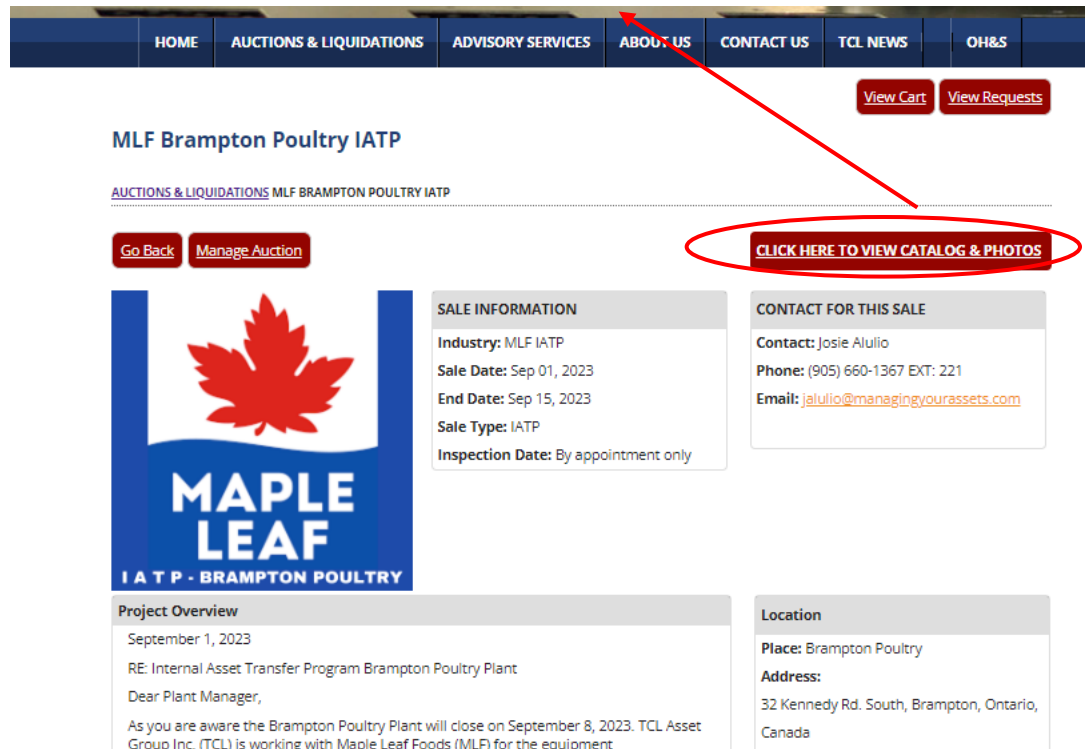 HOME AUCTIONS & LIQUIDATIONS ADVISORY SERVICES ABOUT US CONTACT US TCL NEWS OH&S
View Cart View Requests
MLF Brampton Poultry IATP
AUCTIONS & LIQUIDATIONS MLF BRAMPTON POULTRY IATP
Go Back Manage Auction
CLICK HERE TO VIEW CATALOG & PHOTOS
MAPLE
LEAF
IATP - BRAMPTON POULTRY
SALE INFORMATION
Industry: MLF IATP
Sale Date: Sep 01, 2023
End Date: Sep 15, 2023
Sale Type: IATP
Inspection Date: By appointment only
CONTACT FOR THIS SALE
Contact: Josie Alulio
Phone: (905) 660-1367 EXT: 221
Email: jalulio@managingyourassets.com
Project Overview
September 1, 2023
RE: Internal Asset Transfer Program Brampton Poultry Plant
Dear Plant Manager,
As you are aware the Brampton Poultry Plant will close on September 8, 2023. TCL Asset
Group Inc. (TCL) is working with Maple Leaf Foods (MLF) for the equipment
Location
Place: Brampton Poultry
Address:
32 Kennedy Rd. South, Brampton, Ontario,
Canada